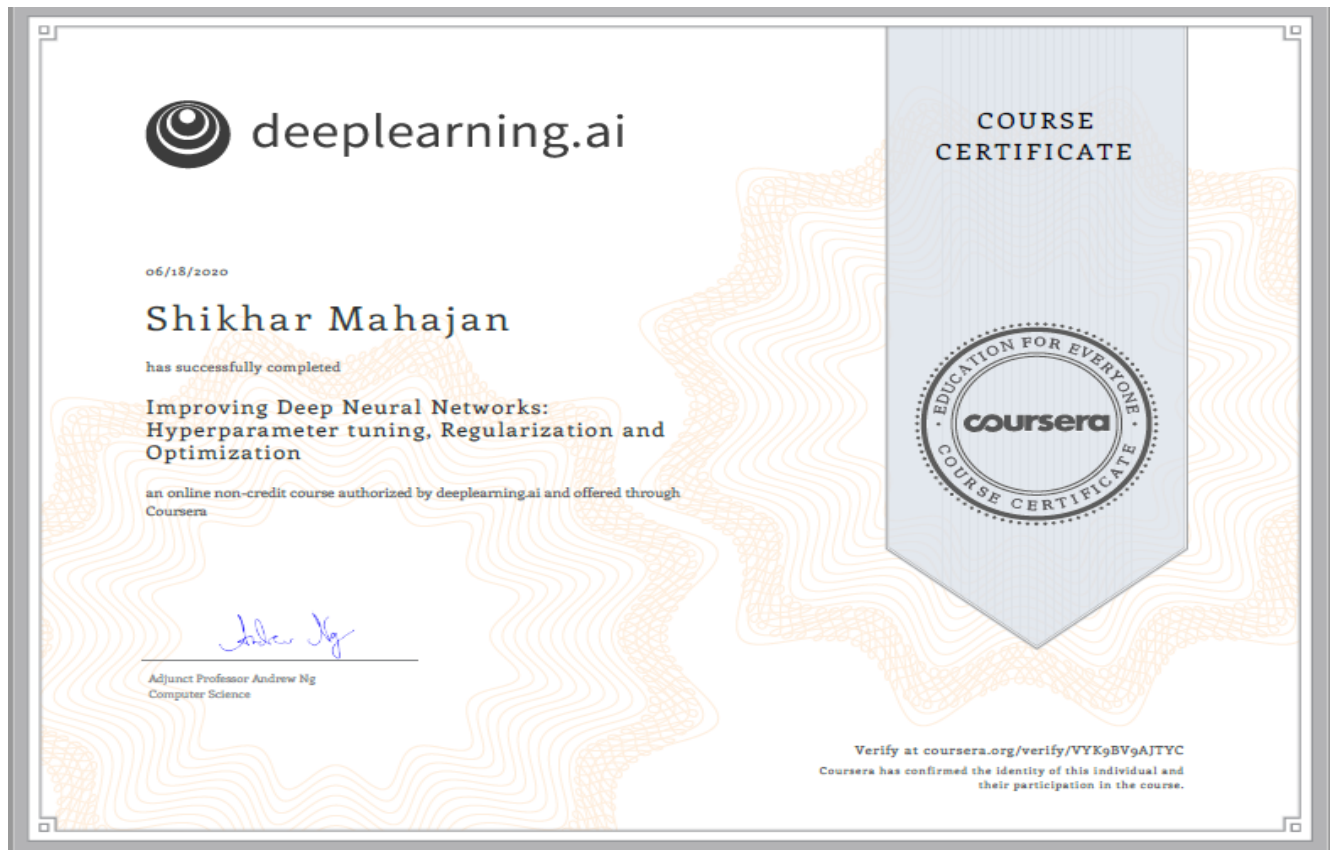 deeplearning.ai
COURSE
CERTIFICATE
06/18/2020
Shikhar Mahajan
has successfully completed
Improving Deep Neural Networks:
Hyperparameter tuning, Regularization and
Optimization
an online non-credit course authorized by deeplearning.ai and offered through
Coursera
EDUCATION FOR EVERYONE
coursera
COURSE CERTIFICATE
Andrew Ng
Adjunct Professor Andrew Ng
Computer Science
Verify at coursera.org/verify/VYK9BV9AJTYC
Coursera has confirmed the identity of this individual and
their participation in the course.